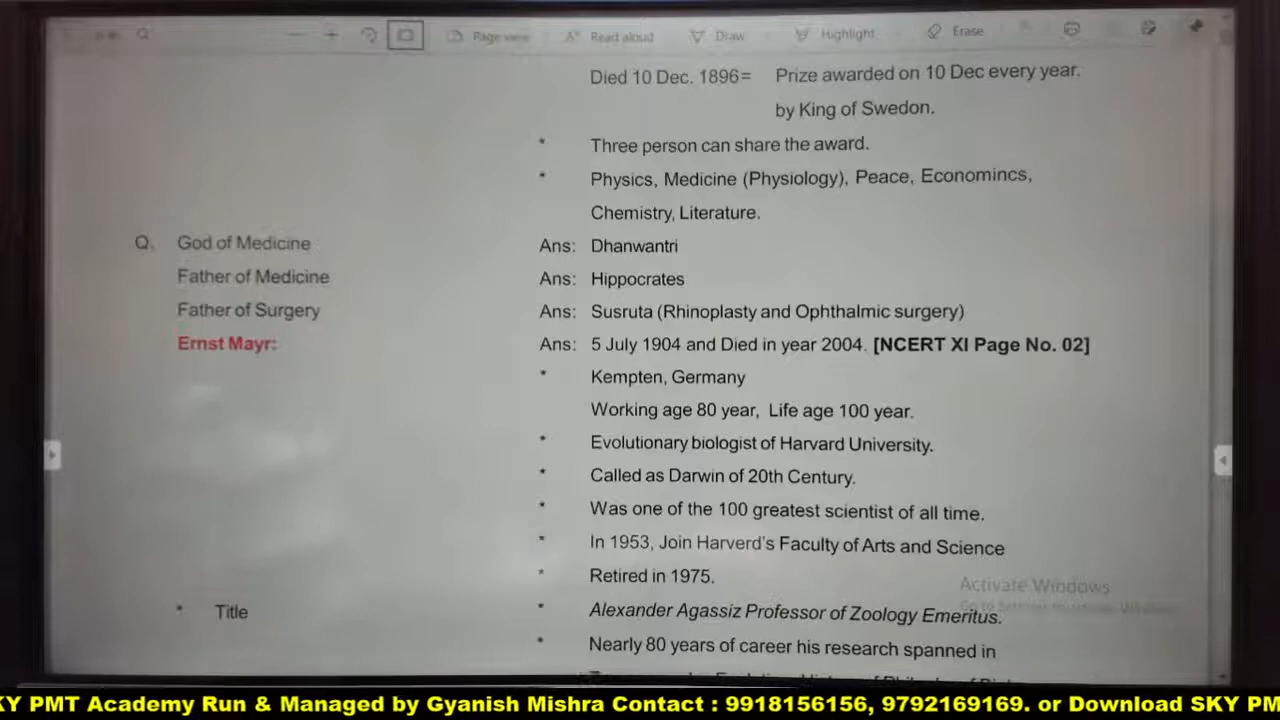 Page view
Read aloud
Draw
Highlight
Erase
Died 10 Dec. 1896= Prize awarded on 10 Dec every year.
by King of Swedon.
* Three person can share the award.
* Physics, Medicine (Physiology), Peace, Economincs,
Chemistry, Literature.
Q. God of Medicine Ans: Dhanwantri
Father of Medicine Ans: Hippocrates
Father of Surgery Ans: Susruta (Rhinoplasty and Ophthalmic surgery)
Ernst Mayr: Ans: 5 July 1904 and Died in year 2004. [NCERT XI Page No. 02]
* Kempten, Germany
Working age 80 year, Life age 100 year.
* Evolutionary biologist of Harvard University.
* Called as Darwin of 20th Century.
* Was one of the 100 greatest scientist of all time.
* In 1953, Join Harverd's Faculty of Arts and Science
* Retired in 1975.
Activate Windows
* Title * Alexander Agassiz Professor of Zoology Emeritus.
* Nearly 80 years of career his research spanned in
KY PMT Academy Run & Managed by Gyanish Mishra Contact : 9918156156, 9792169169. or Download SKY PM